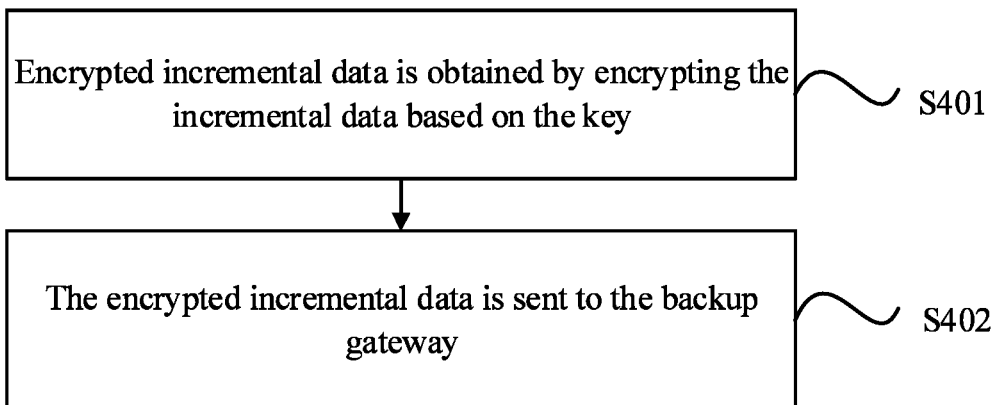 Encrypted incremental data is obtained by encrypting the
incremental data based on the key
S401
The encrypted incremental data is sent to the backup
gateway
S402